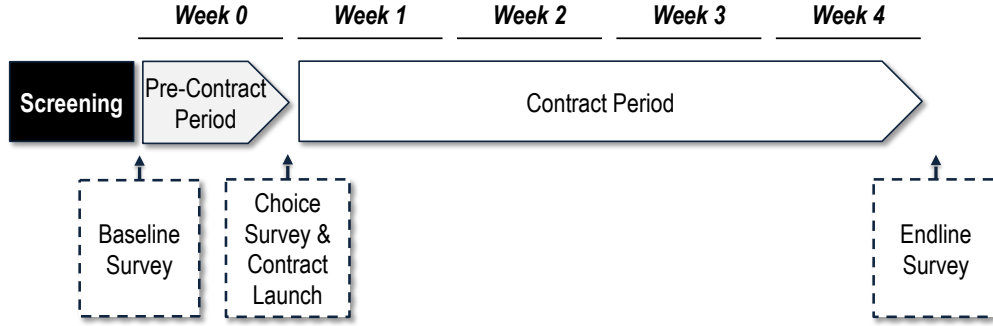 Week 0
Week 1
Week 2
Week 3
Week 4
Screening
Pre-Contract
Period
Contract Period
Baseline
Survey
Choice
Survey &
Contract
Launch
Endline
Survey